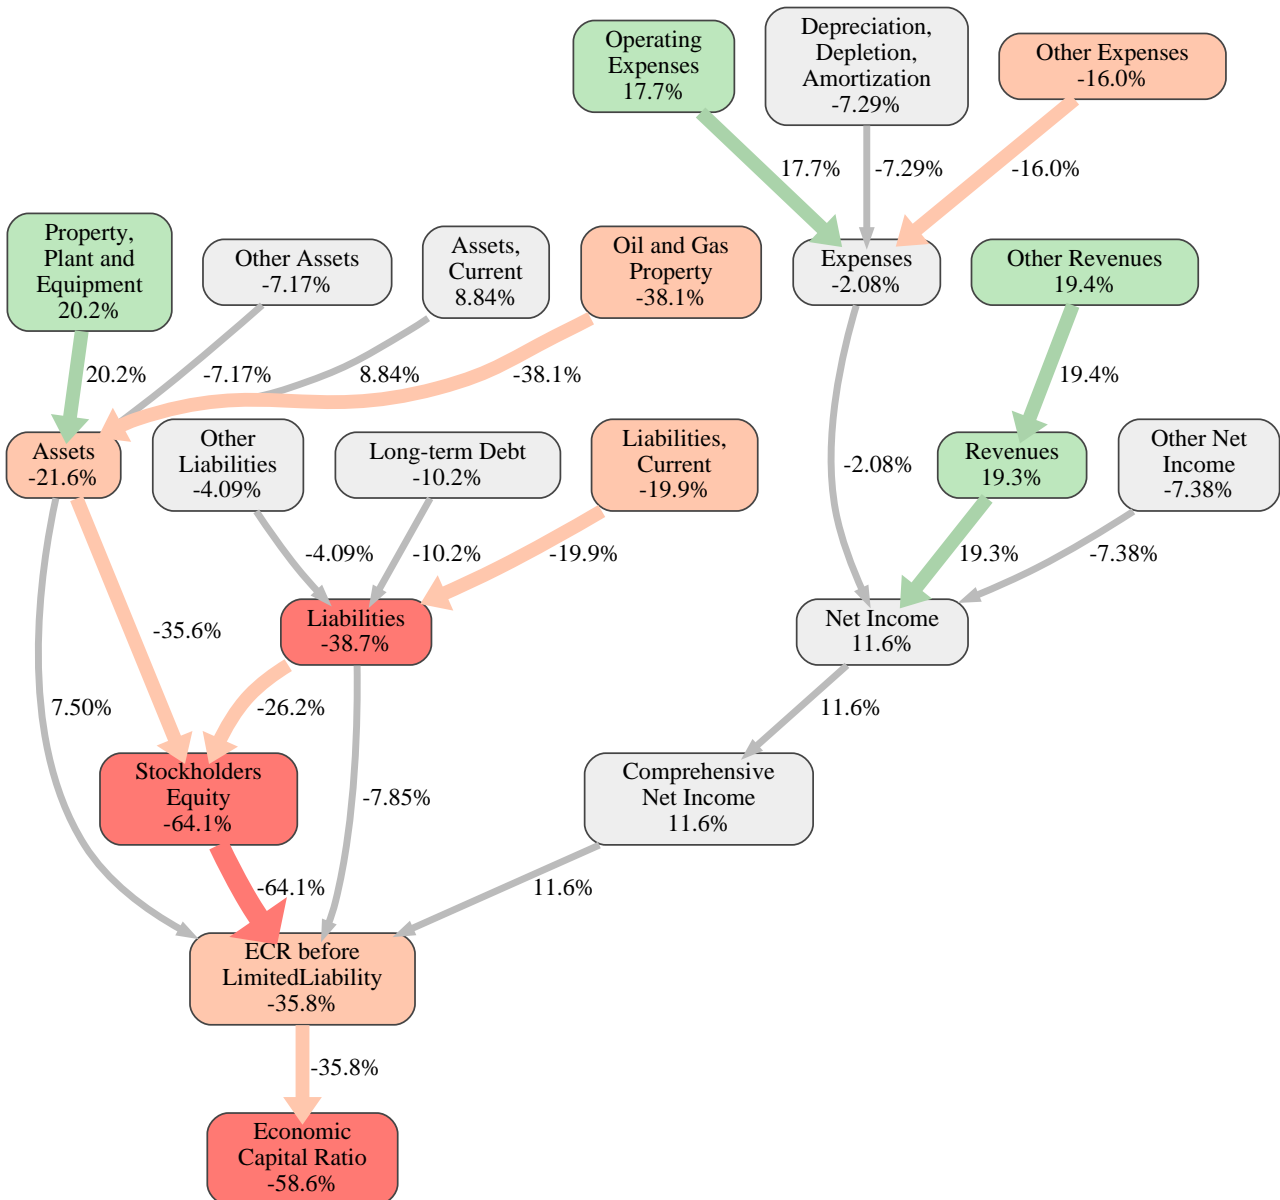 Operating
Expenses
17.7%
Depreciation,
Depletion,
Amortization
-7.29%
Other Expenses
-16.0%
17.7%
-7.29%
-16.0%
Property,
Plant and
Equipment
20.2%
Other Assets
-7.17%
Assets,
Current
8.84%
Oil and Gas
Property
-38.1%
Expenses
-2.08%
Other Revenues
19.4%
20.2%
-7.17%
8.84%
-38.1%
19.4%
Assets
-21.6%
Other
Liabilities
-4.09%
Long-term Debt
-10.2%
Liabilities,
Current
-19.9%
-2.08%
Revenues
19.3%
Other Net
Income
-7.38%
-4.09%
-10.2%
-19.9%
19.3%
-7.38%
-35.6%
Liabilities
-38.7%
Net Income
11.6%
7.50%
-26.2%
11.6%
Stockholders
Equity
-64.1%
-7.85%
Comprehensive
Net Income
11.6%
-64.1%
11.6%
ECR before
LimitedLiability
-35.8%
-35.8%
Economic
Capital Ratio
-58.6%